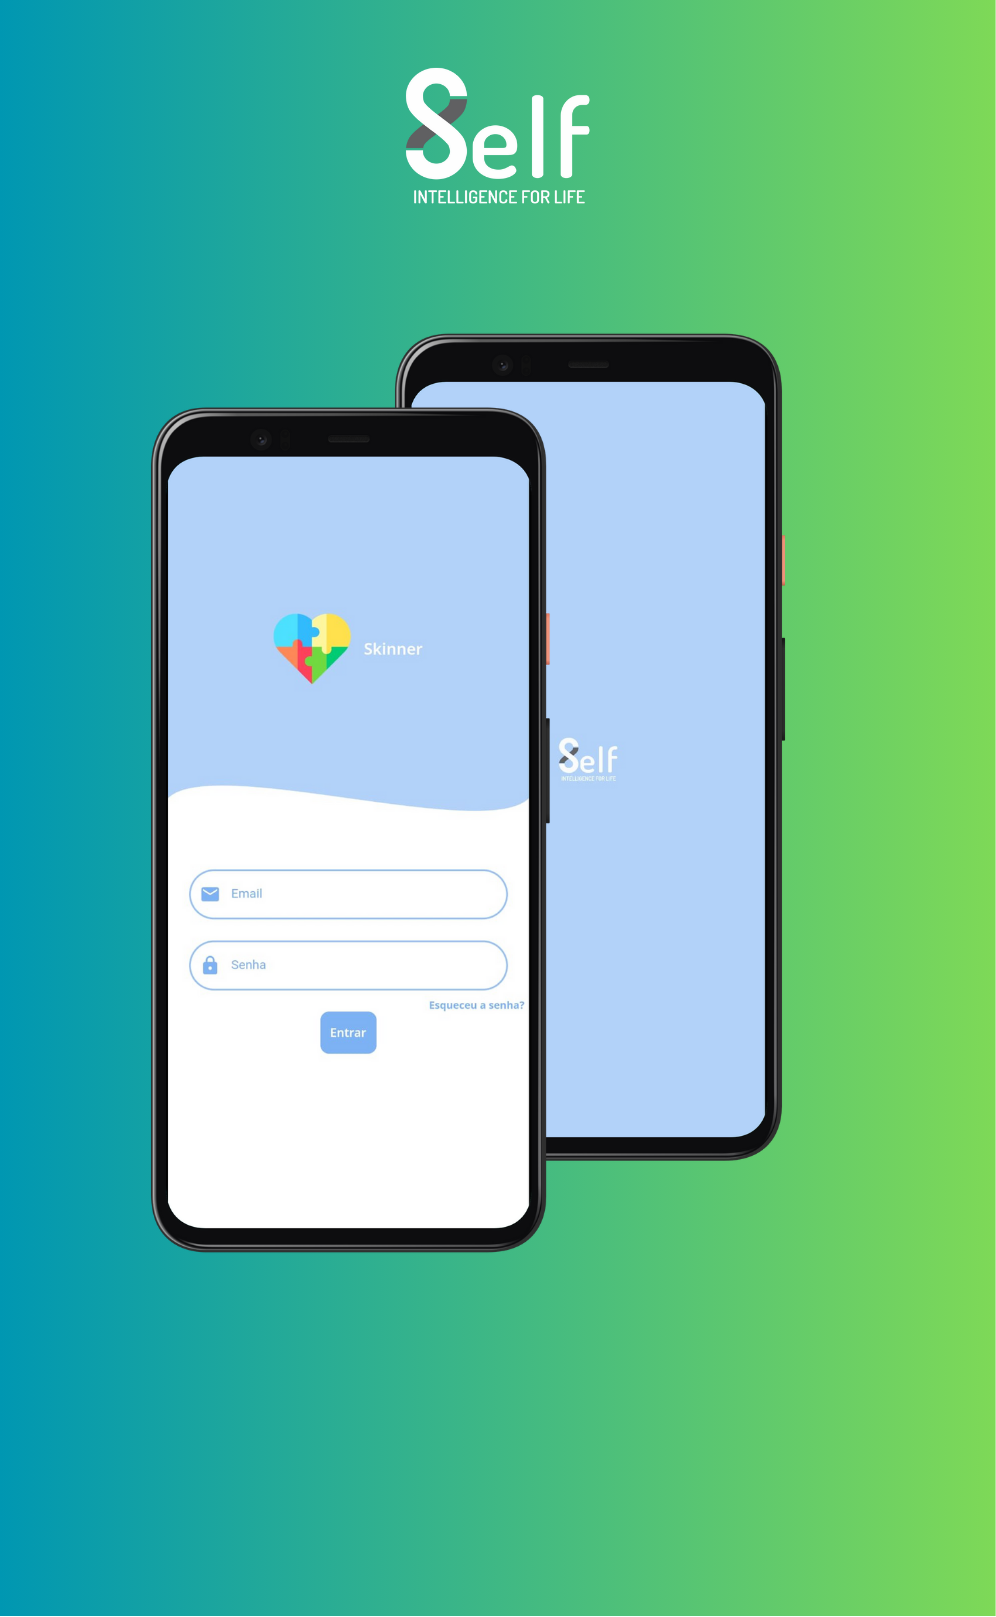 Self
INTELLIGENCE FOR LIFE
Skinner
Self
INTELLIGENCE FOR LIFE
Email
Senha
Esqueceu a senha?
Entrar